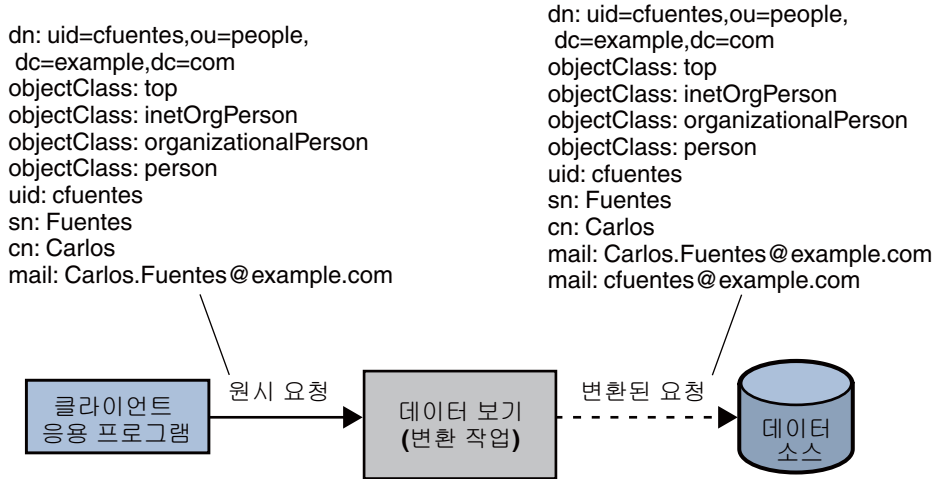 dn: uid=cfuentes,ou=people,
dc=example,dc=com
objectClass: top
objectClass: inetOrgPerson
objectClass: organizationalPerson
objectClass: person
uid: cfuentes
sn: Fuentes
cn: Carlos
mail: Carlos.Fuentes@example.com
dn: uid=cfuentes,ou=people,
dc=example,dc=com
objectClass: top
objectClass: inetOrgPerson
objectClass: organizationalPerson
objectClass: person
uid: cfuentes
sn: Fuentes
cn: Carlos
mail: Carlos.Fuentes@example.com
mail: cfuentes@example.com
클라이언트
응용 프로그램
원시 요청
데이터 보기
(변환 작업)
변환된 요청
데이터
소스